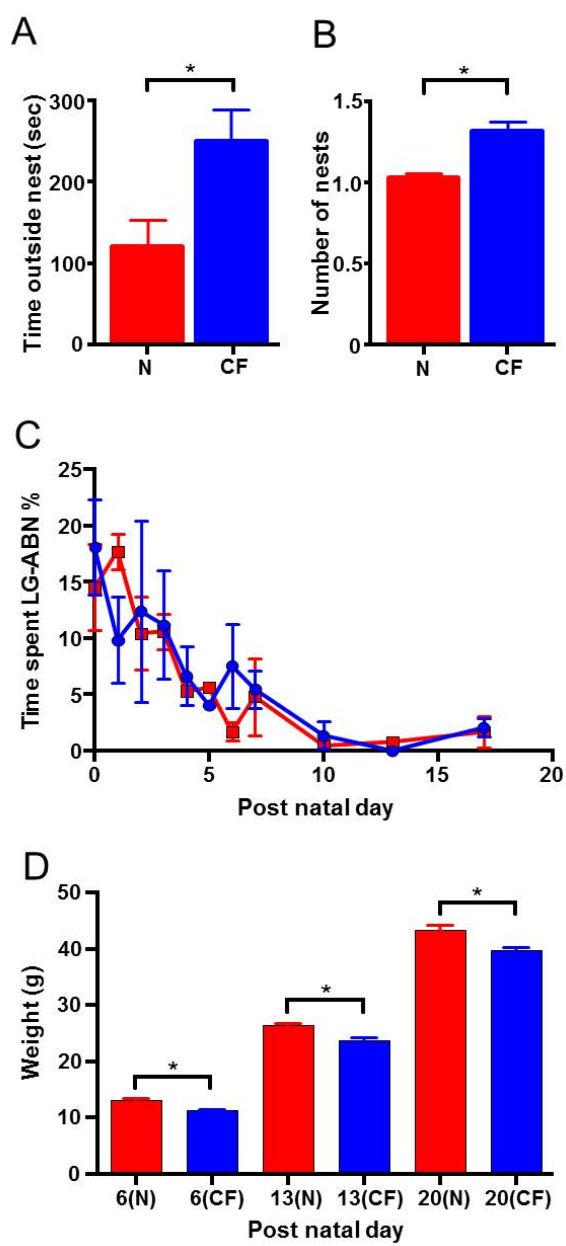 A
Time outside nest (sec)
300
200
100
0
*
N CF
B
Number of nests
1.5
1.0
0.5
0
*
N CF
C
Time spent LG-ABN %
25
20
15
10
5
0
0 5 10 15 20
Post natal day
D
Weight (g)
50
40
30
20
10
0
*
*
*
6(N) 6(CF) 13(N) 13(CF) 20(N) 20(CF)
Post natal day